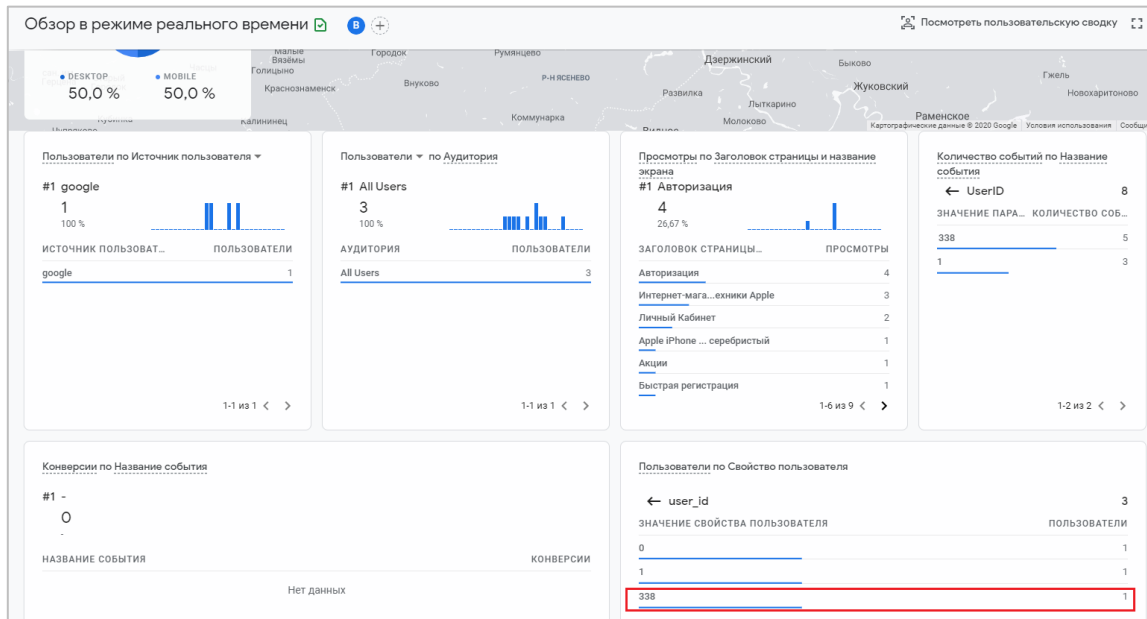 Обзор в режиме реального времени
B
Посмотреть пользовательскую сводку
Малые
Вязёмы
Голицыно
Городок
Румянцево
Дзержинский
Быково
Гжель
DESKTOP
MOBILE
50,0 %
50,0 %
Краснознаменск
Внуково
Р-Н ЯСЕНЕВО
Развилка
Жуковский
Новохаритоново
Лыткарино
Калининец
Коммунарка
Молоково
Раменское
Видное
Картографические данные © 2020 Google
Условия использования
Сообщи
Пользователи по Источник пользователя
#1 google
1
100 %
ИСТОЧНИК ПОЛЬЗОВАТ...
ПОЛЬЗОВАТЕЛИ
google
1
1-1 из 1
Пользователи по Аудитория
#1 All Users
3
100 %
АУДИТОРИЯ
ПОЛЬЗОВАТЕЛИ
All Users
3
1-1 из 1
Просмотры по Заголовок страницы и название
экрана
#1 Авторизация
4
26,67 %
ЗАГОЛОВОК СТРАНИЦЫ...
ПРОСМОТРЫ
Авторизация
4
Интернет-мага...ехники Apple
3
Личный Кабинет
2
Apple iPhone ... серебристый
1
Акции
1
Быстрая регистрация
1
1-6 из 9
Количество событий по Название
события
UserID
8
ЗНАЧЕНИЕ ПАРА...
КОЛИЧЕСТВО СОБ...
338
5
1
3
1-2 из 2
Конверсии по Название события
#1 -
0
-
НАЗВАНИЕ СОБЫТИЯ
КОНВЕРСИИ
Нет данных
Пользователи по Свойство пользователя
user_id
3
ЗНАЧЕНИЕ СВОЙСТВА ПОЛЬЗОВАТЕЛЯ
ПОЛЬЗОВАТЕЛИ
0
1
1
1
338
1